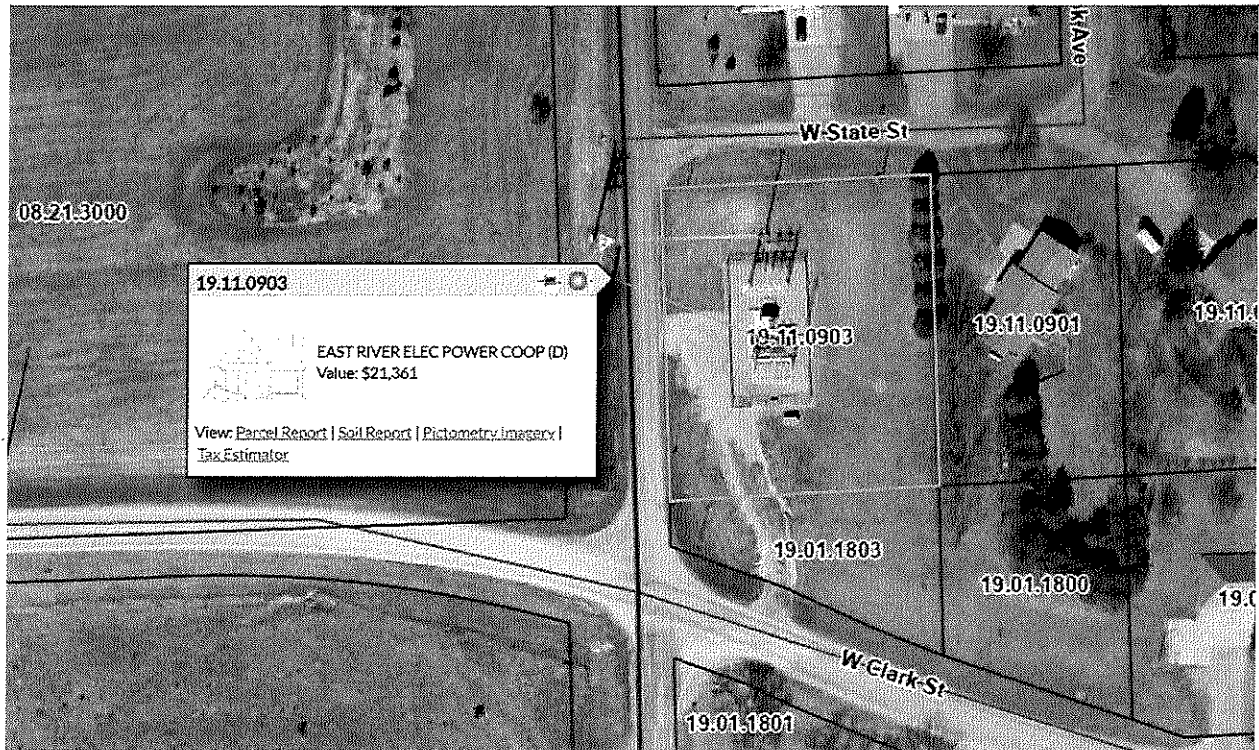 k Ave
W State St
08.21.3000
19.11.0903
EAST RIVER ELEC POWER COOP (D)
Value: $21,361
View: Parcel Report | Soil Report | Pictometry Imagery |
Tax Estimator
19.11.0903
19.11.0901
19.11.
19.01.1803
19.01.1800
19.0
W Clark St
19.01.1801